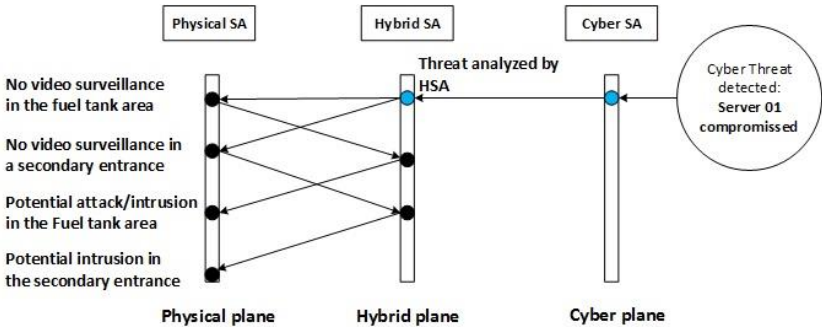 Physical SA
Hybrid SA
Cyber SA
Threat analyzed by
HSA
Cyber Threat
detected:
Server 01
compromised
No video surveillance
in the fuel tank area
No video surveillance in
a secondary entrance
Potential attack/intrusion
in the Fuel tank area
Potential intrusion in
the secondary entrance
Physical plane
Hybrid plane
Cyber plane